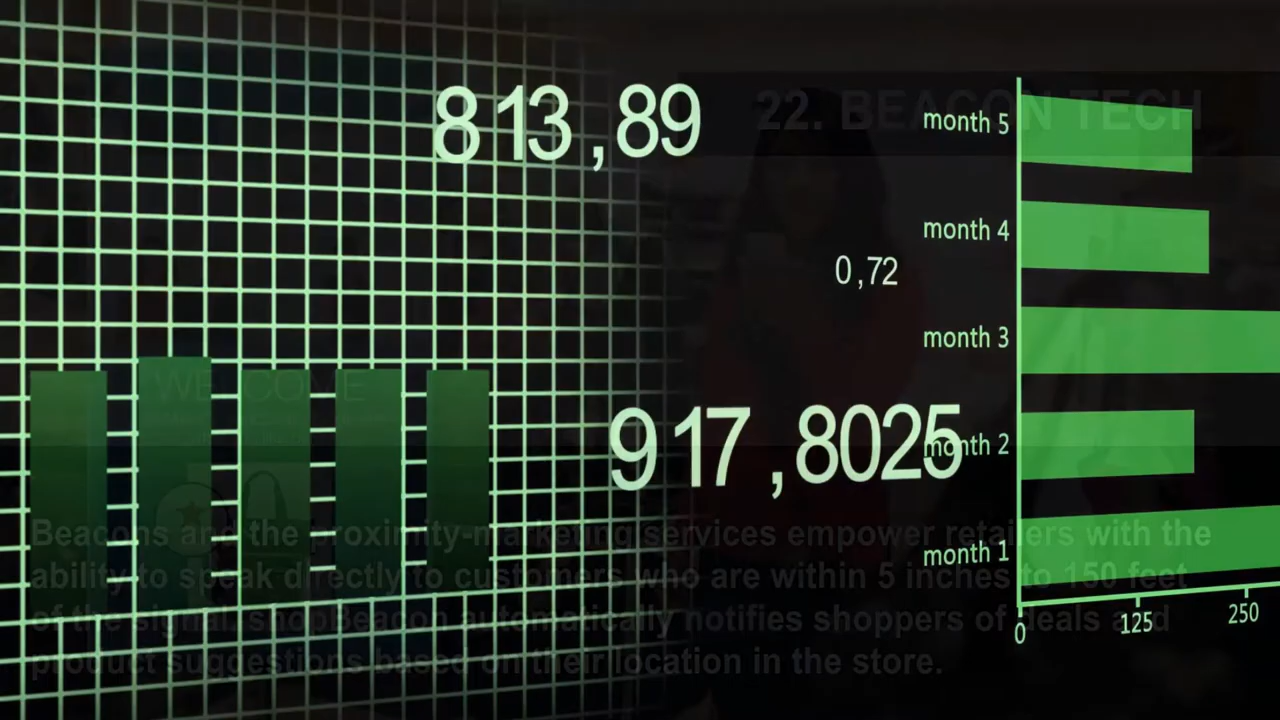 813,89
22. BEACON TECH
month 5
month 4
0,72
month 3
WELCOME
917,8025
month 2
Beacons and the proximity-marketing services empower retailers with the
month 1
ability to speak directly to customers who are within 5 inches to 150 feet
of the signal. shopBeacon automatically notifies shoppers of deals and
0 125 250
product suggestions based on their location in the store.